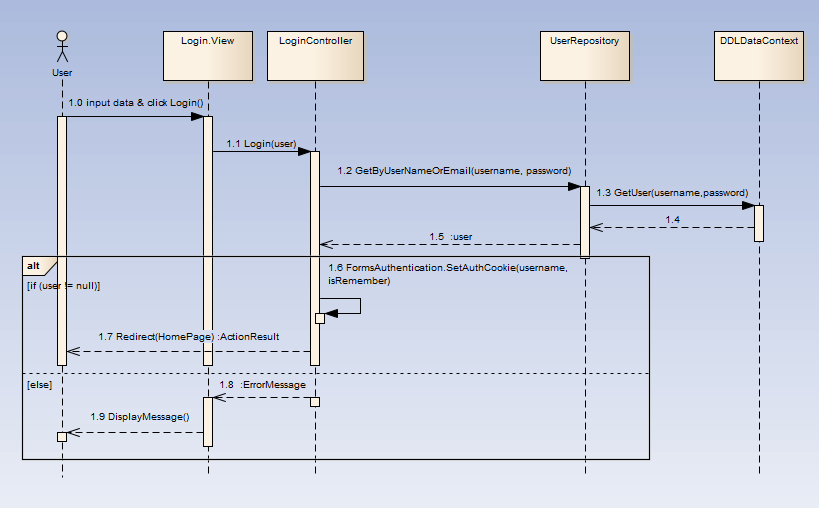 Login.View
LoginController
UserRepository
DDLDataContext
User
1.0 input data & click Login()
1.1 Login(user)
1.2 GetByUserNameOrEmail(username, password)
1.3 GetUser(username,password)
1.4
1.5 :user
alt
1.6 FormsAuthentication.SetAuthCookie(username,
isRemember)
[if (user != null)]
1.7 Redirect(HomePage) :ActionResult
[else]
1.8 :ErrorMessage
1.9 DisplayMessage()